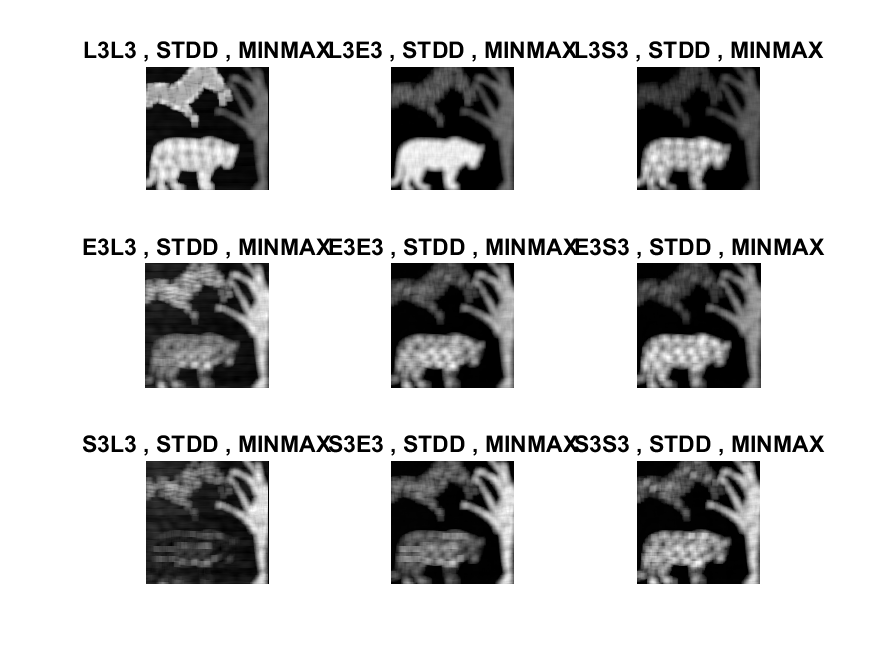 L3L3 , STDD , MINMAX
L3E3 , STDD , MINMAX
L3S3 , STDD , MINMAX
E3L3 , STDD , MINMAX
E3E3 , STDD , MINMAX
E3S3 , STDD , MINMAX
S3L3 , STDD , MINMAX
S3E3 , STDD , MINMAX
S3S3 , STDD , MINMAX